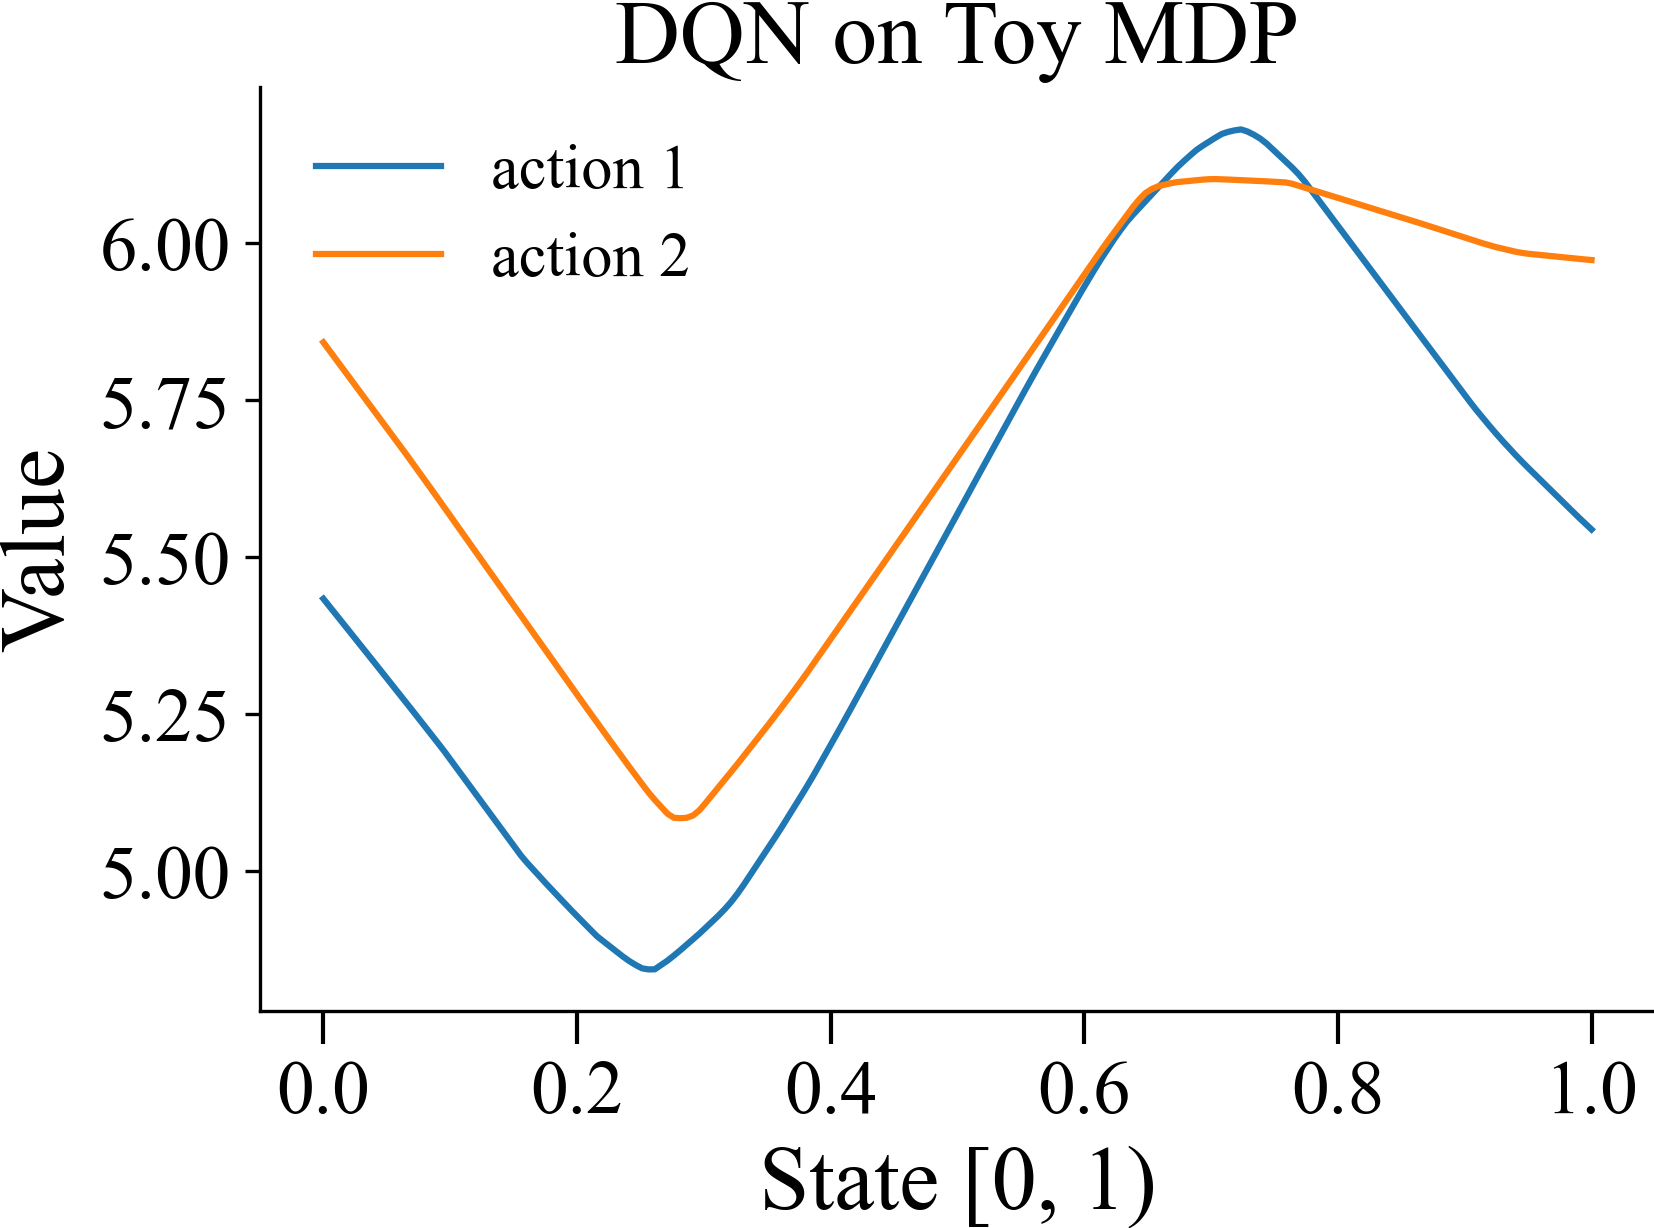 DQN on Toy MDP
action 1
action 2
6.00
5.75
5.50
5.25
5.00
Value
0.0 0.2 0.4 0.6 0.8 1.0
State [0, 1)